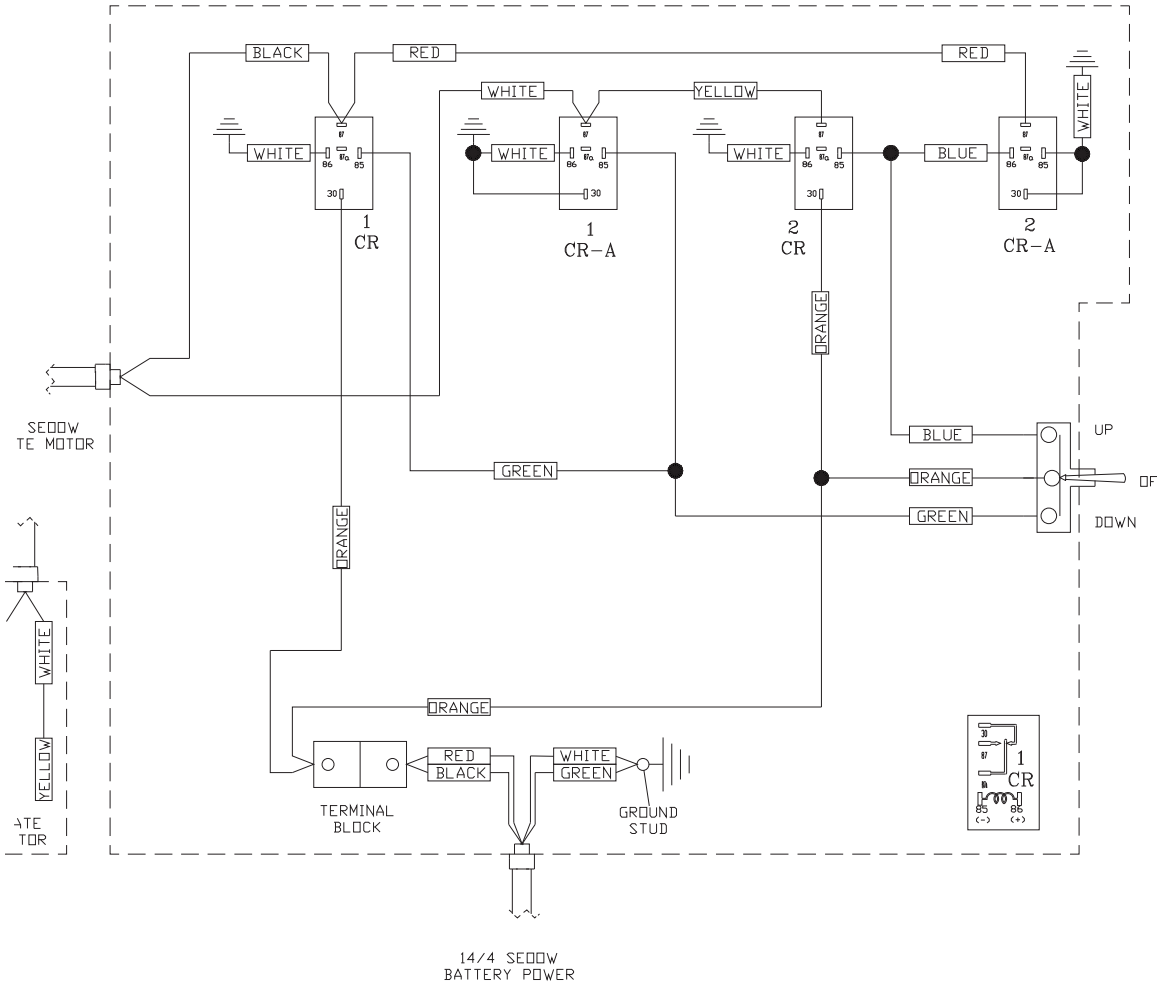 BLACK
RED
RED
WHITE
YELLOW
WHITE
87
87
87
87
WHITE
86
87a
85
WHITE
86
87a
85
WHITE
86
87a
85
BLUE
86
87a
85
30
30
30
30
1
CR
1
CR-A
2
CR
2
CR-A
ORANGE
SEOOW
TE MOTOR
BLUE
UP
GREEN
ORANGE
OF
GREEN
DOWN
ORANGE
WHITE
ORANGE
YELLOW
RED
WHITE
BLACK
GREEN
TERMINAL
BLOCK
GROUND
STUD
ATE
TOR
30
87
1
CR
85
86
(-)
(+)
14/4 SEOOW
BATTERY POWER